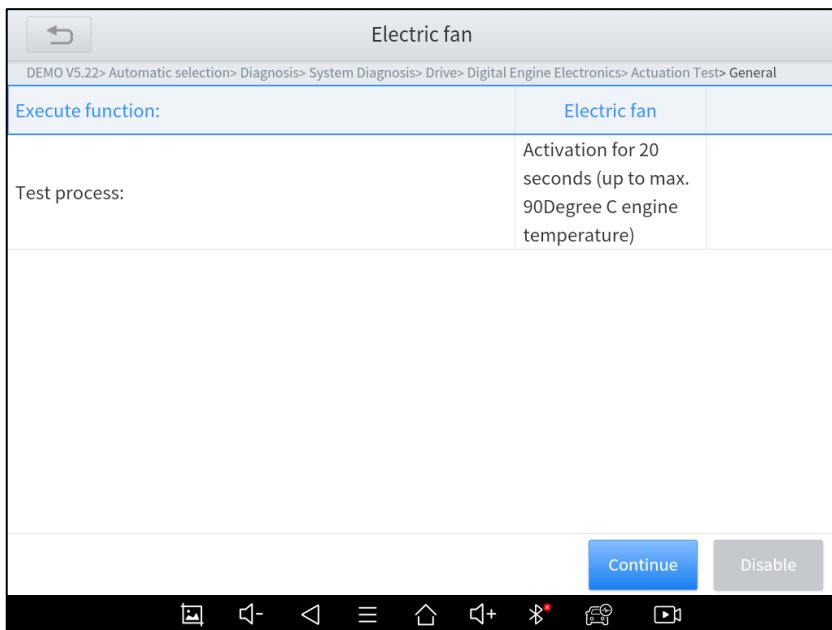 Electric fan
DEMO V5.22> Automatic selection> Diagnosis> System Diagnosis> Drive> Digital Engine Electronics> Actuation Test> General
Execute function:
Electric fan
Test process:
Activation for 20
seconds (up to max.
90Degree C engine
temperature)
Continue
Disable